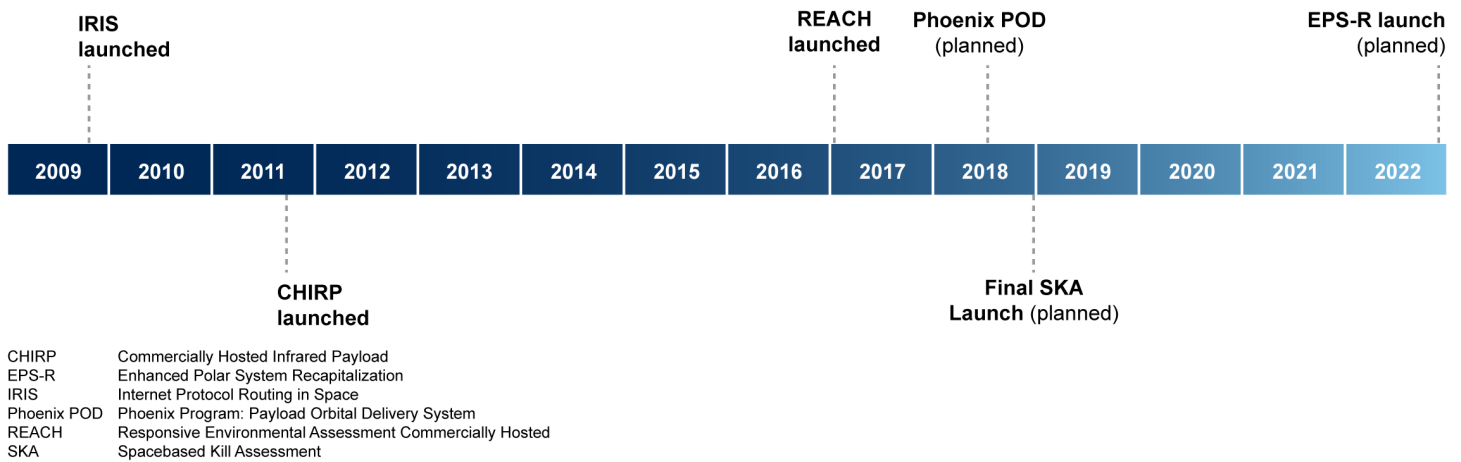 IRIS
launched
REACH
launched
Phoenix POD
(planned)
EPS-R launch
(planned)
2009 2010 2011 2012 2013 2014 2015 2016 2017 2018 2019 2020 2021 2022
CHIRP
launched
Final SKA
Launch (planned)
CHIRP Commercially Hosted Infrared Payload
EPS-R Enhanced Polar System Recapitalization
IRIS Internet Protocol Routing in Space
Phoenix POD Phoenix Program: Payload Orbital Delivery System
REACH Responsive Environmental Assessment Commercially Hosted
SKA Spacebased Kill Assessment